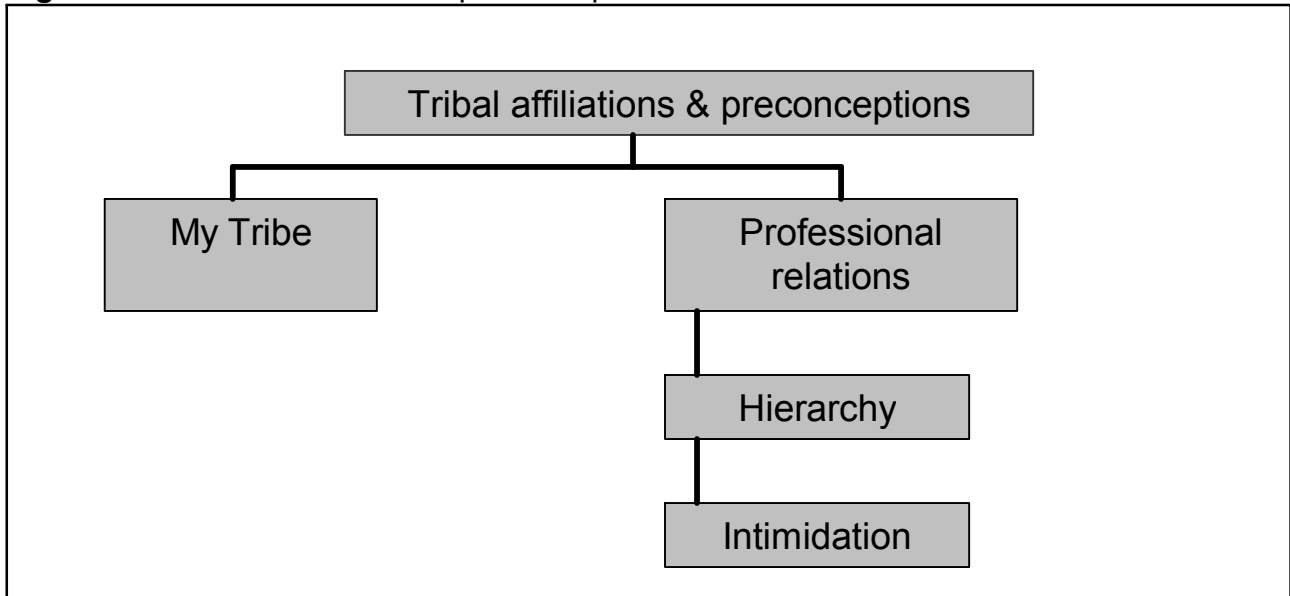 Tribal affiliations & preconceptions
My Tribe
Professional
relations
Hierarchy
Intimidation